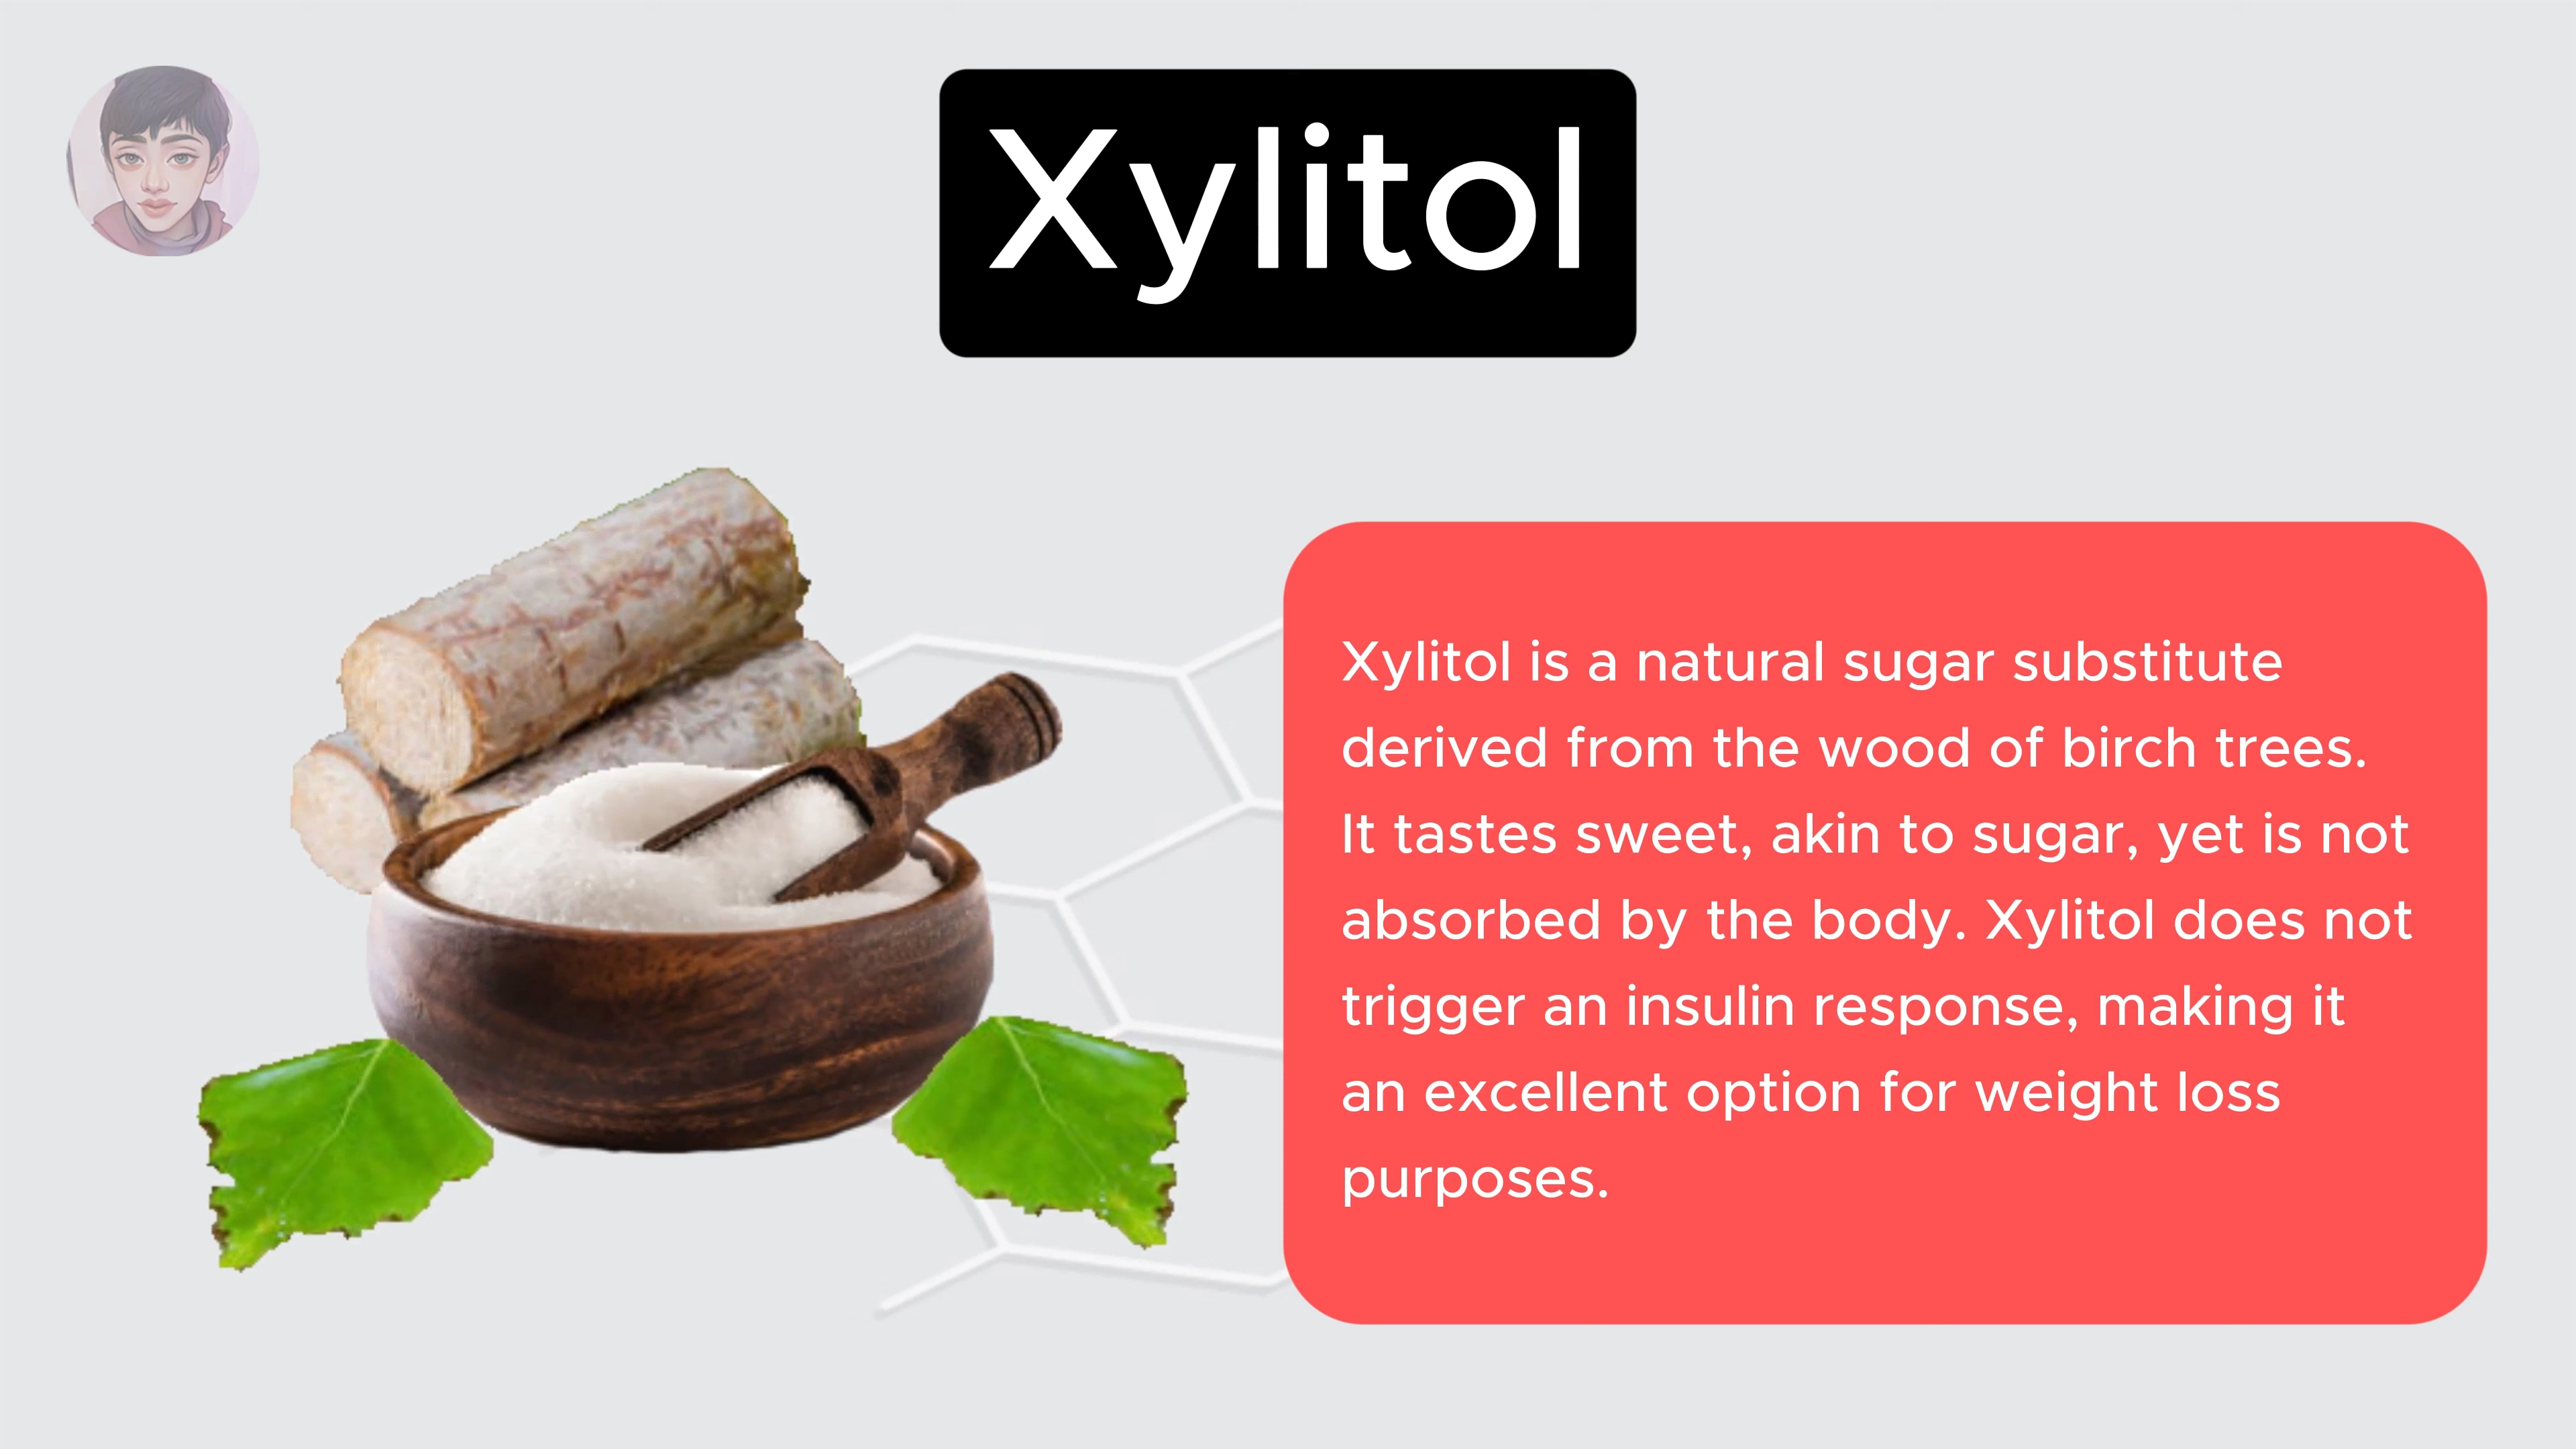 Xylitol
Xylitol is a natural sugar substitute
derived from the wood of birch trees.
It tastes sweet, akin to sugar, yet is not
absorbed by the body. Xylitol does not
trigger an insulin response, making it
an excellent option for weight loss
purposes.